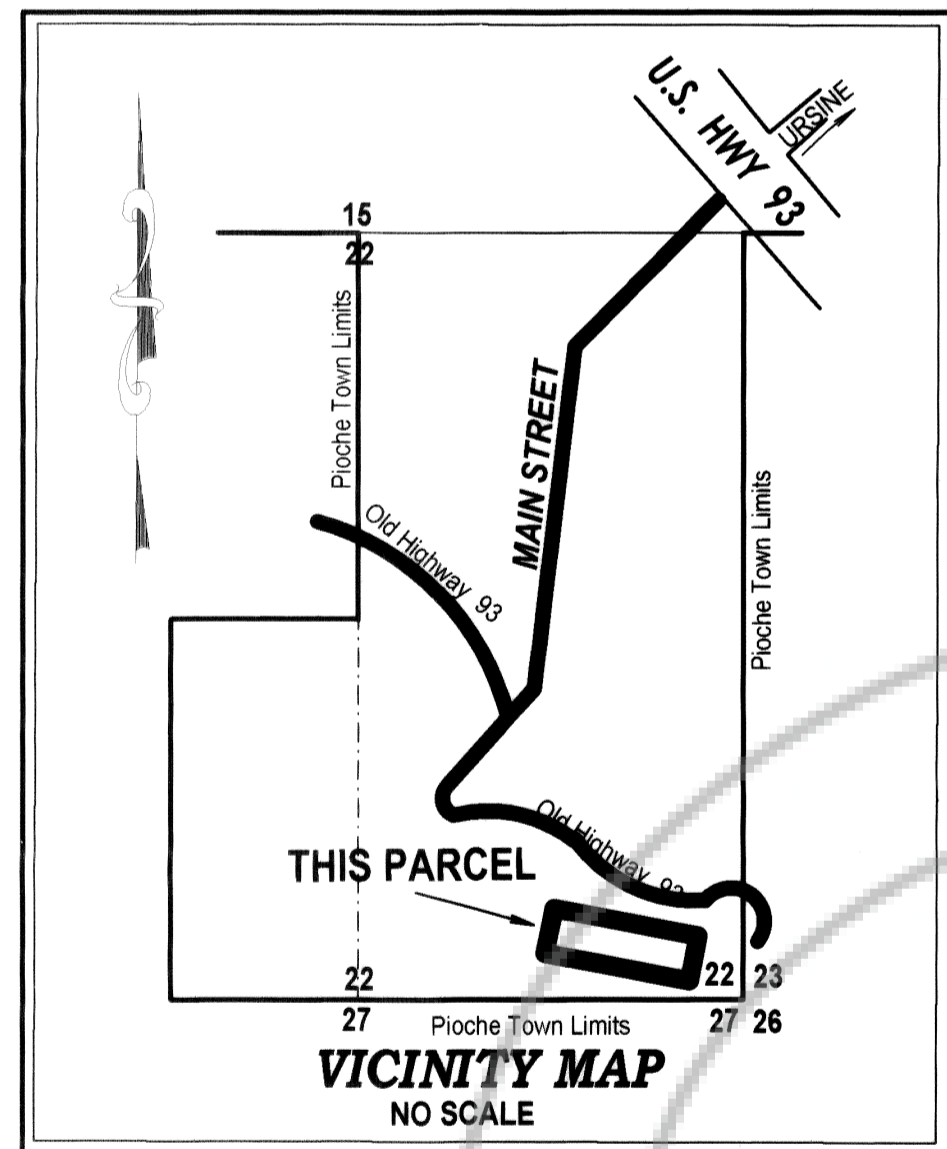 U.S. HWY 93
URSINE
15
22
Pioche Town Limits
MAIN STREET
Old Highway 93
Pioche Town Limits
Old Highway 93
THIS PARCEL
22
22 23
27
Pioche Town Limits
27 26
VICINITY MAP
NO SCALE